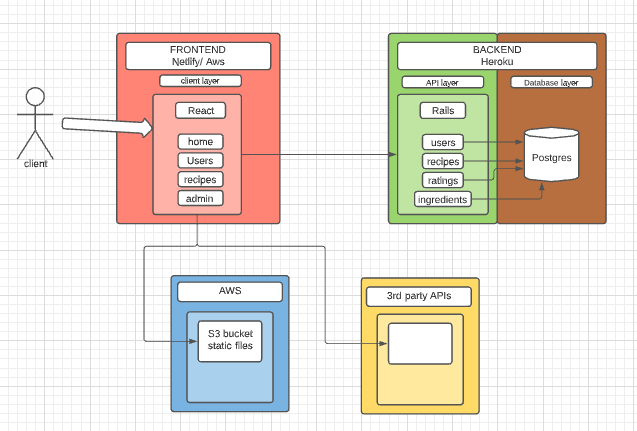 FRONTEND
Netlify/ Aws
client layer
React
home
Users
recipes
admin
client
BACKEND
Heroku
API layer
Database layer
Rails
users
recipes
ratings
ingredients
Postgres
AWS
S3 bucket
static files
3rd party APIs